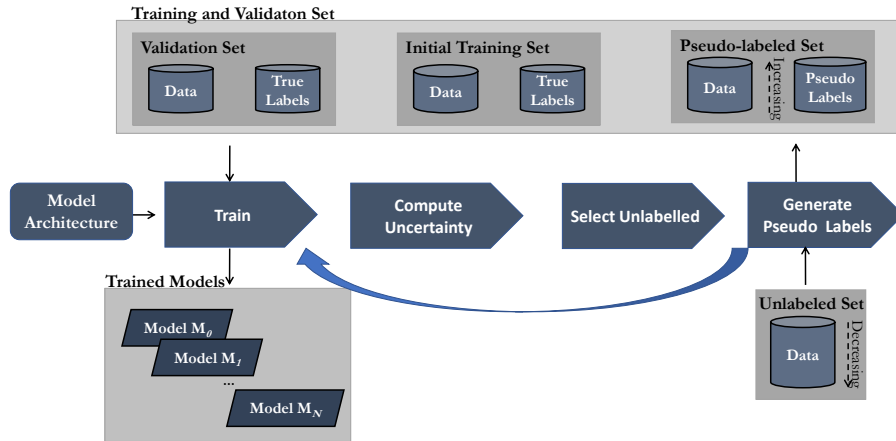 Training and Validaton Set
Validation Set
Initial Training Set
Pseudo-labeled Set
Data
True
Labels
Data
True
Labels
Data
Increasing
Pseudo
Labels
Model
Architecture
Train
Compute
Uncertainty
Select Unlabelled
Generate
Pseudo Labels
Trained Models
Model M0
Model M1
...
Model MN
Unlabeled Set
Data
Decreasing